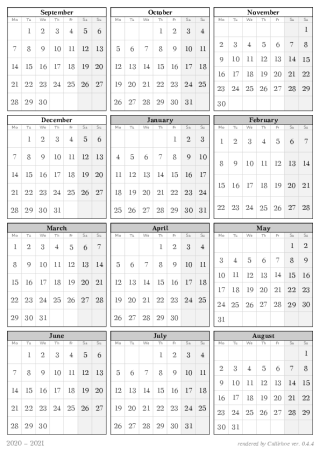 September
Mo Tu We Th Fr Sa Su
1 2 3 4 5 6
7 8 9 10 11 12 13
14 15 16 17 18 19 20
21 22 23 24 25 26 27
28 29 30
October
Mo Tu We Th Fr Sa Su
1 2 3 4
5 6 7 8 9 10 11
12 13 14 15 16 17 18
19 20 21 22 23 24 25
26 27 28 29 30 31
November
Mo Tu We Th Fr Sa Su
1
2 3 4 5 6 7 8
9 10 11 12 13 14 15
16 17 18 19 20 21 22
23 24 25 26 27 28 29
30
December
Mo Tu We Th Fr Sa Su
1 2 3 4 5 6
7 8 9 10 11 12 13
14 15 16 17 18 19 20
21 22 23 24 25 26 27
28 29 30 31
January
Mo Tu We Th Fr Sa Su
1 2 3
4 5 6 7 8 9 10
11 12 13 14 15 16 17
18 19 20 21 22 23 24
25 26 27 28 29 30 31
February
Mo Tu We Th Fr Sa Su
1 2 3 4 5 6 7
8 9 10 11 12 13 14
15 16 17 18 19 20 21
22 23 24 25 26 27 28
March
Mo Tu We Th Fr Sa Su
1 2 3 4 5 6 7
8 9 10 11 12 13 14
15 16 17 18 19 20 21
22 23 24 25 26 27 28
29 30 31
April
Mo Tu We Th Fr Sa Su
1 2 3 4
5 6 7 8 9 10 11
12 13 14 15 16 17 18
19 20 21 22 23 24 25
26 27 28 29 30
May
Mo Tu We Th Fr Sa Su
1 2
3 4 5 6 7 8 9
10 11 12 13 14 15 16
17 18 19 20 21 22 23
24 25 26 27 28 29 30
31
June
Mo Tu We Th Fr Sa Su
1 2 3 4 5 6
7 8 9 10 11 12 13
14 15 16 17 18 19 20
21 22 23 24 25 26 27
28 29 30
July
Mo Tu We Th Fr Sa Su
1 2 3 4
5 6 7 8 9 10 11
12 13 14 15 16 17 18
19 20 21 22 23 24 25
26 27 28 29 30 31
August
Mo Tu We Th Fr Sa Su
1
2 3 4 5 6 7 8
9 10 11 12 13 14 15
16 17 18 19 20 21 22
23 24 25 26 27 28 29
30 31
2020 – 2021
rendered by Callirhoe ver. 0.4.4